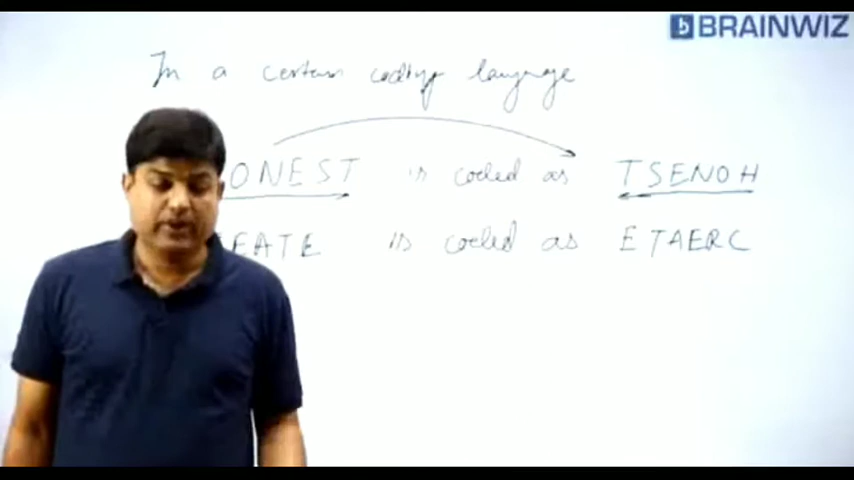 BRAINWIZ
In a certain coding language
ONEST is coded as TSENOH
EATE is coded as ETAERC